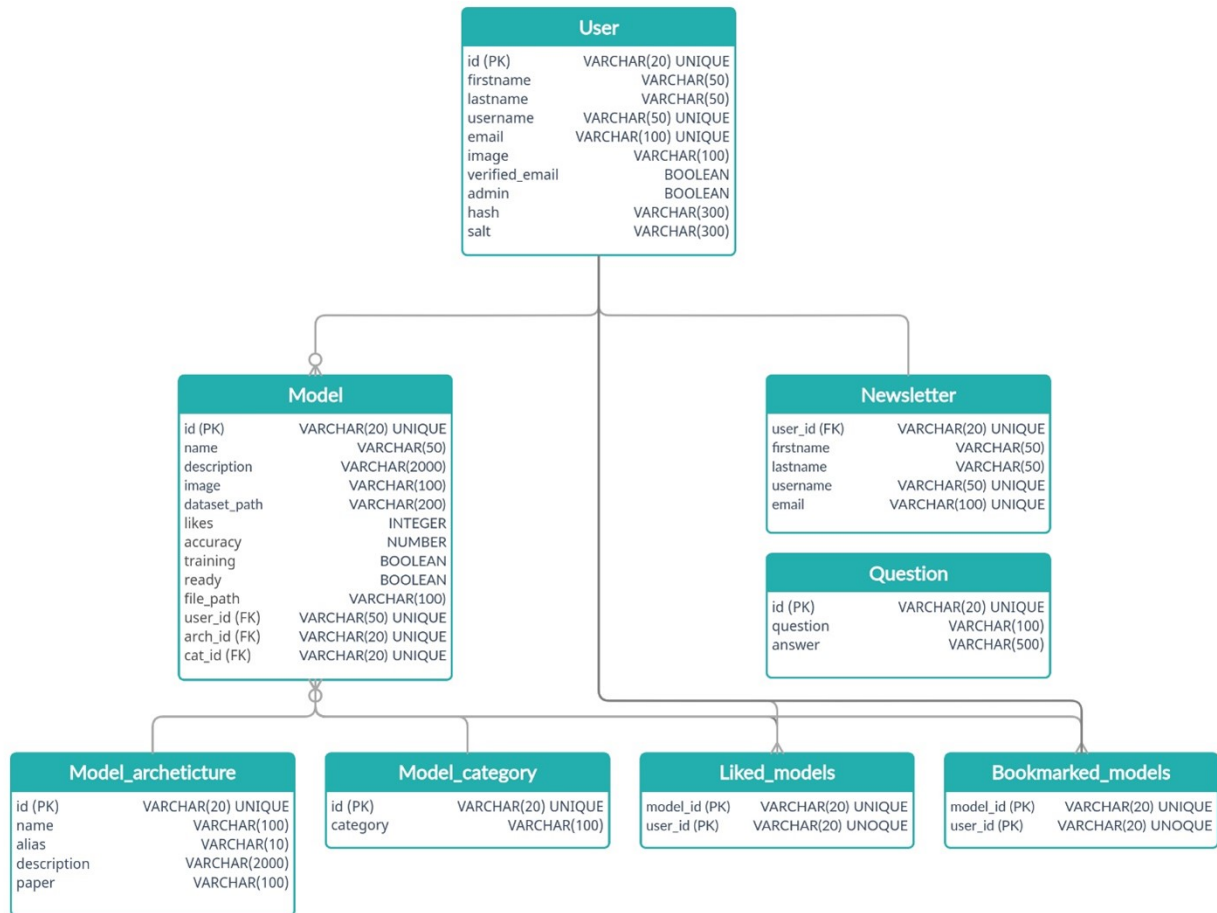 User
id (PK) VARCHAR(20) UNIQUE
firstname VARCHAR(50)
lastname VARCHAR(50)
username VARCHAR(50) UNIQUE
email VARCHAR(100) UNIQUE
image VARCHAR(100)
verified_email BOOLEAN
admin BOOLEAN
hash VARCHAR(300)
salt VARCHAR(300)
Model
id (PK) VARCHAR(20) UNIQUE
name VARCHAR(50)
description VARCHAR(2000)
image VARCHAR(100)
dataset_path VARCHAR(200)
likes INTEGER
accuracy NUMBER
training BOOLEAN
ready BOOLEAN
file_path VARCHAR(100)
user_id (FK) VARCHAR(50) UNIQUE
arch_id (FK) VARCHAR(20) UNIQUE
cat_id (FK) VARCHAR(20) UNIQUE
Newsletter
user_id (FK) VARCHAR(20) UNIQUE
firstname VARCHAR(50)
lastname VARCHAR(50)
username VARCHAR(50) UNIQUE
email VARCHAR(100) UNIQUE
Question
id (PK) VARCHAR(20) UNIQUE
question VARCHAR(100)
answer VARCHAR(500)
Model_archeticture
id (PK) VARCHAR(20) UNIQUE
name VARCHAR(100)
alias VARCHAR(10)
description VARCHAR(2000)
paper VARCHAR(100)
Model_category
id (PK) VARCHAR(20) UNIQUE
category VARCHAR(100)
Liked_models
model_id (PK) VARCHAR(20) UNIQUE
user_id (PK) VARCHAR(20) UNOQUE
Bookmarked_models
model_id (PK) VARCHAR(20) UNIQUE
user_id (PK) VARCHAR(20) UNOQUE